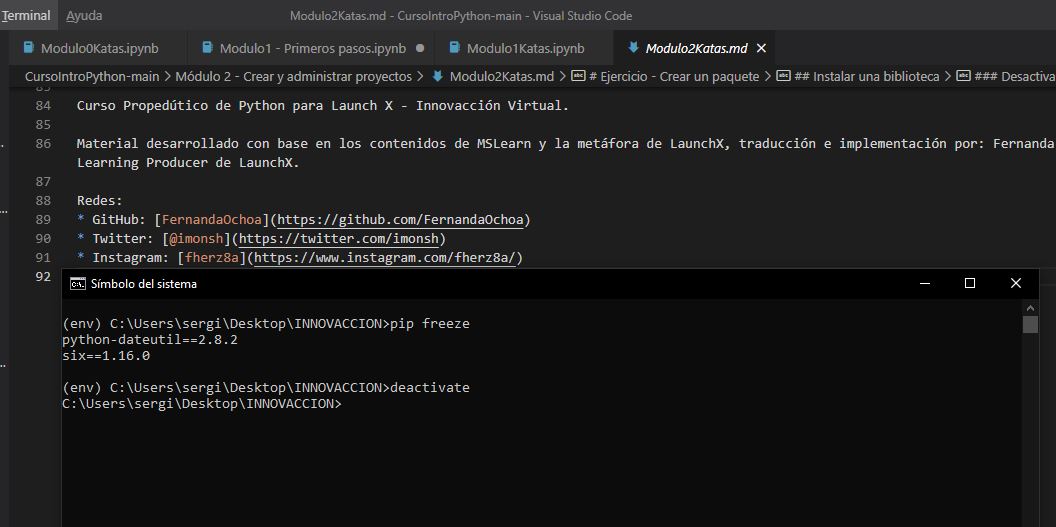 Terminal Ayuda Modulo2Katas.md - CursoIntroPython-main - Visual Studio Code
Modulo0Katas.ipynb Modulo1 - Primeros pasos.ipynb Modulo1Katas.ipynb Modulo2Katas.md
CursoIntroPython-main > Módulo 2 - Crear y administrar proyectos > Modulo2Katas.md > # Ejercicio - Crear un paquete > ## Instalar una biblioteca > ### Desactiva
83
84 Curso Propedútico de Python para Launch X - Innovacción Virtual.
85
86 Material desarrollado con base en los contenidos de MSLearn y la metáfora de LaunchX, traducción e implementación por: Fernanda
Learning Producer de LaunchX.
87
88 Redes:
89 * GitHub: [FernandaOchoa](https://github.com/FernandaOchoa)
90 * Twitter: [@imonsh](https://twitter.com/imonsh)
91 * Instagram: [fherz8a](https://www.instagram.com/fherz8a/)
92
Símbolo del sistema
(env) C:\Users\sergi\Desktop\INNOVACCION>pip freeze
python-dateutil==2.8.2
six==1.16.0
(env) C:\Users\sergi\Desktop\INNOVACCION>deactivate
C:\Users\sergi\Desktop\INNOVACCION>